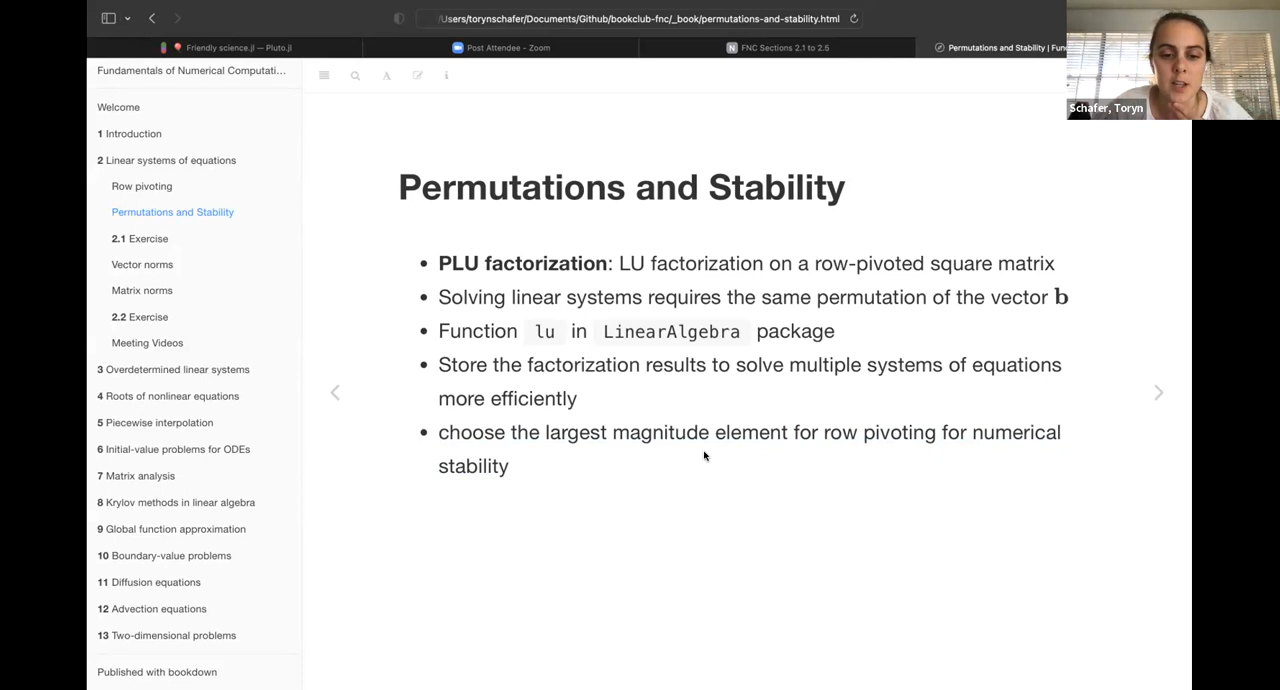 /Users/torynschafer/Documents/Github/bookclub-fnc/_book/permutations-and-stability.html
Friendly science.jl — Pluto.jl
Post Attendee - Zoom
N FNC Sections 2.1 to 2.5
Permutations and Stability | Fun
Schafer, Toryn
Fundamentals of Numerical Computati...
Welcome
1 Introduction
2 Linear systems of equations
Row pivoting
Permutations and Stability
2.1 Exercise
Vector norms
Matrix norms
2.2 Exercise
Meeting Videos
3 Overdetermined linear systems
4 Roots of nonlinear equations
5 Piecewise interpolation
6 Initial-value problems for ODEs
7 Matrix analysis
8 Krylov methods in linear algebra
9 Global function approximation
10 Boundary-value problems
11 Diffusion equations
12 Advection equations
13 Two-dimensional problems
Published with bookdown
A
i
Permutations and Stability
• PLU factorization: LU factorization on a row-pivoted square matrix
• Solving linear systems requires the same permutation of the vector b
• Function lu in LinearAlgebra package
• Store the factorization results to solve multiple systems of equations
more efficiently
• choose the largest magnitude element for row pivoting for numerical
stability